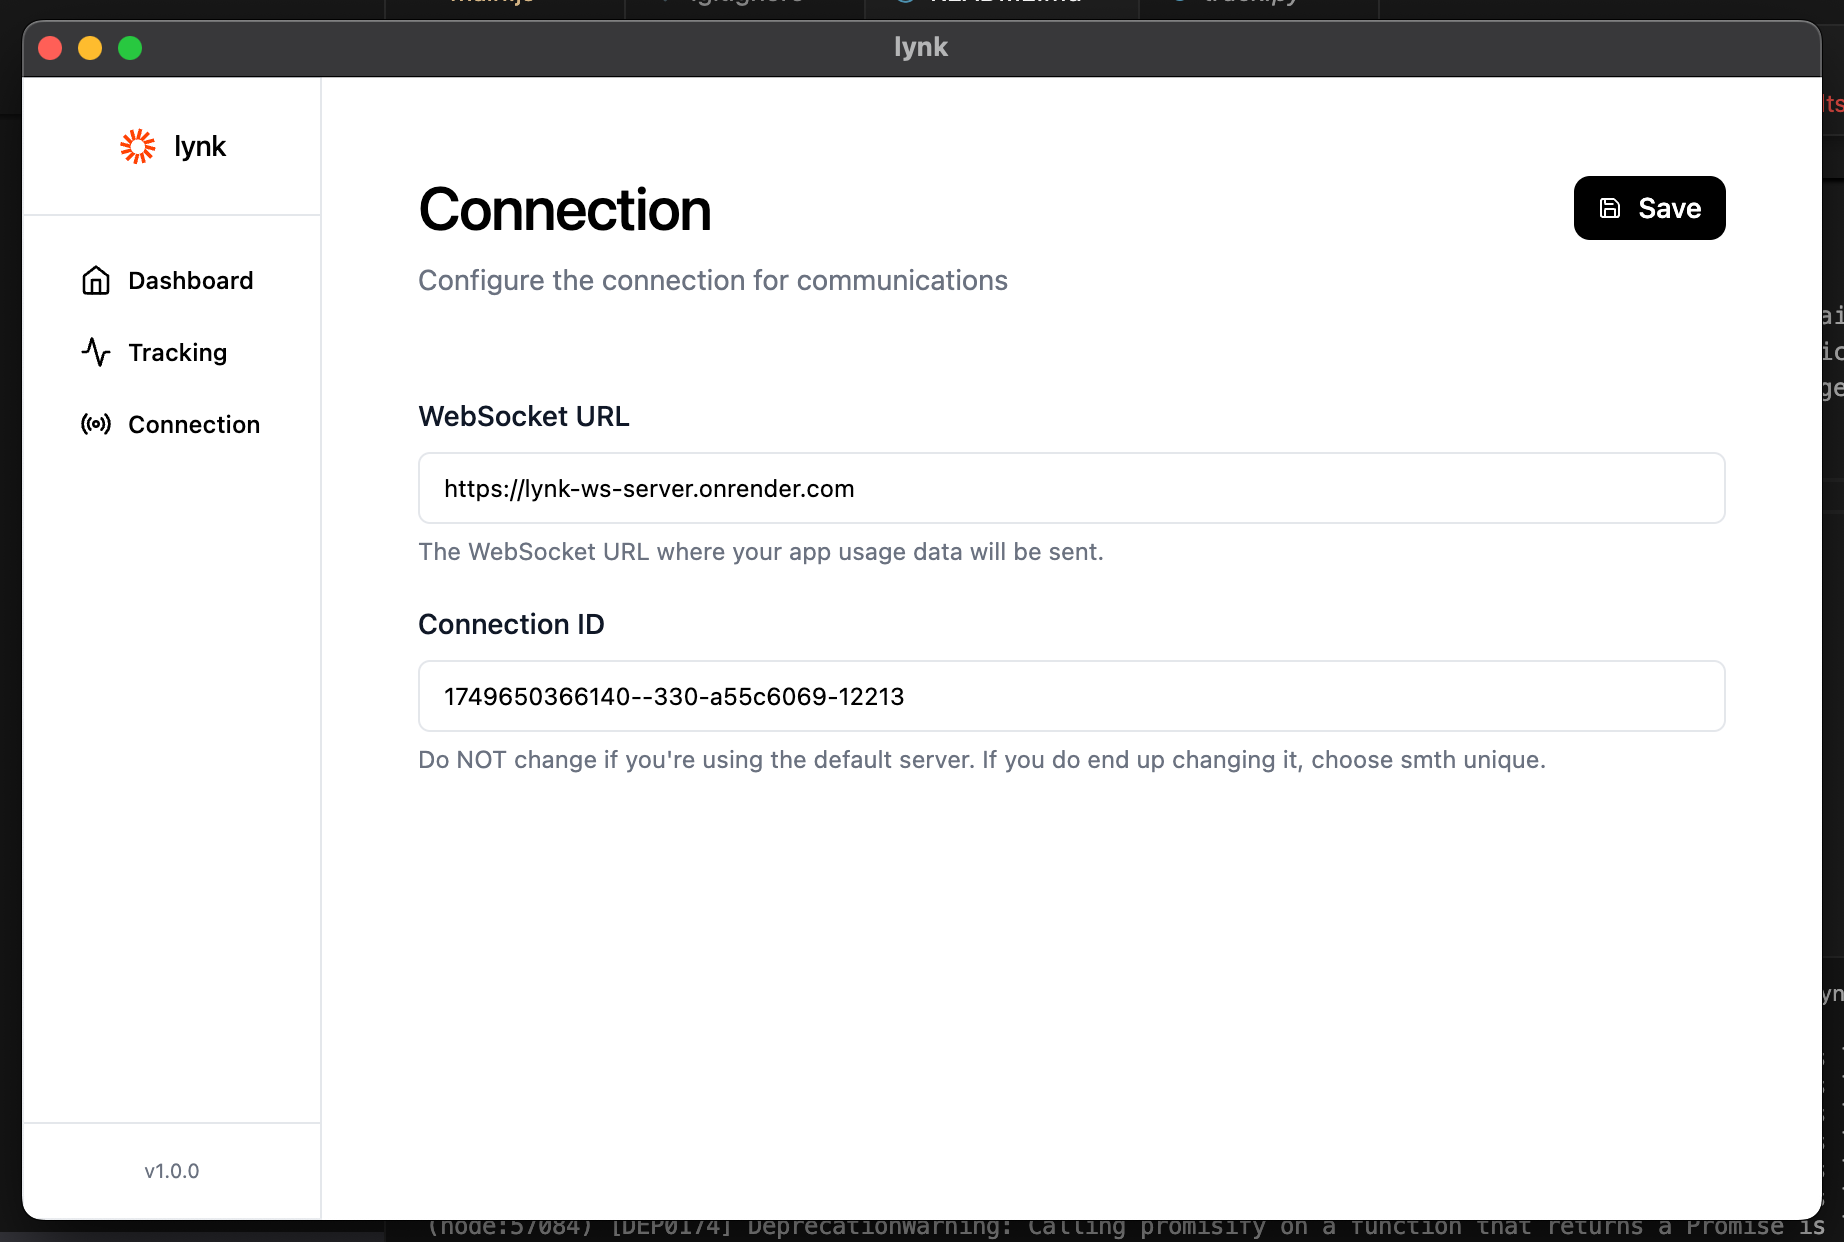 lynk
lynk
Dashboard
Tracking
Connection
v1.0.0
Connection
Save
Configure the connection for communications
WebSocket URL
https://lynk-ws-server.onrender.com
The WebSocket URL where your app usage data will be sent.
Connection ID
1749650366140--330-a55c6069-12213
Do NOT change if you're using the default server. If you do end up changing it, choose smth unique.
(node:57084) [DEP0174] DeprecationWarning: Calling promisify on a function that returns a Promise is